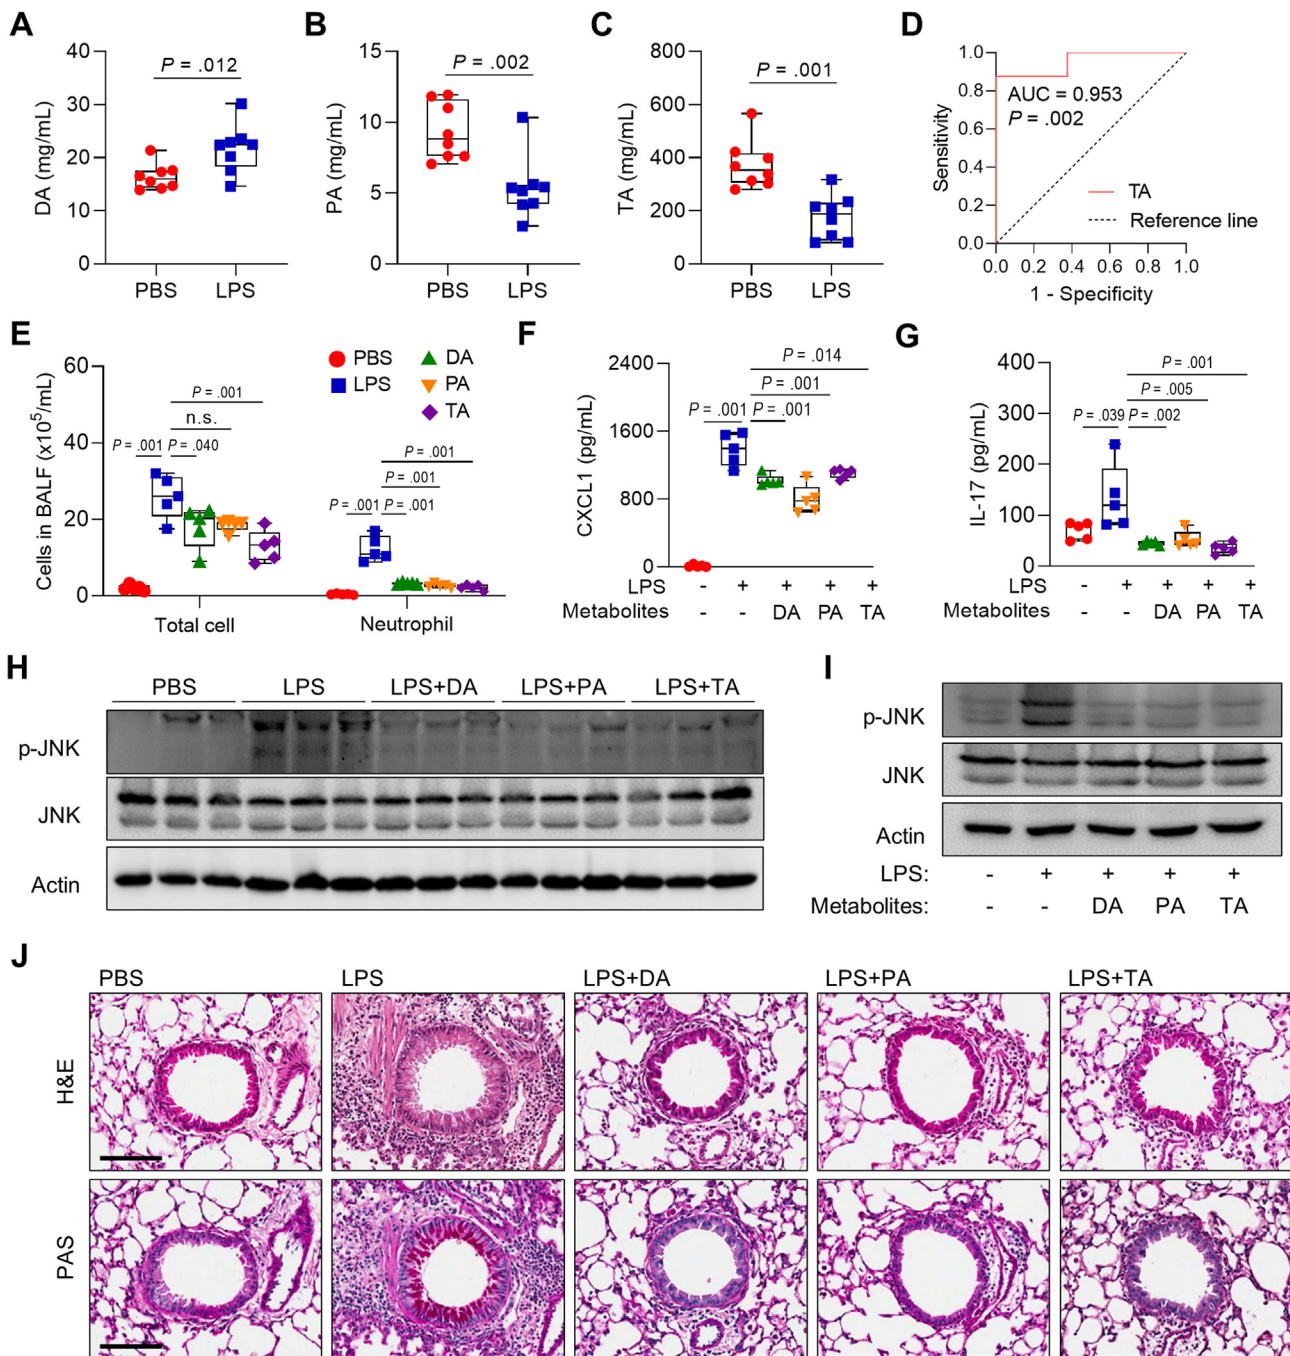 A
DA (mg/mL)
40
30
20
10
0
P = .012
PBS LPS
B
PA (mg/mL)
15
10
5
0
P = .002
PBS LPS
C
TA (mg/mL)
800
600
400
200
0
P = .001
PBS LPS
D
Sensitivity
1.0
0.8
0.6
0.4
0.2
0.0
AUC = 0.953
P = .002
TA
Reference line
0.0 0.2 0.4 0.6 0.8 1.0
1 - Specificity
E
Cells in BALF (x10⁵/mL)
60
40
20
0
PBS
LPS
DA
PA
TA
P = .001
n.s.
P = .001 P = .040
P = .001
P = .001
P = .001 P = .001
Total cell Neutrophil
F
CXCL1 (pg/mL)
2400
1600
800
0
P = .014
P = .001
P = .001 P = .001
LPS - + + + +
Metabolites - - DA PA TA
G
IL-17 (pg/mL)
400
300
200
100
0
P = .001
P = .005
P = .039 P = .002
LPS - + + + +
Metabolites - - DA PA TA
H
PBS LPS LPS+DA LPS+PA LPS+TA
p-JNK
JNK
Actin
I
p-JNK
JNK
Actin
LPS: - + + + +
Metabolites: - - DA PA TA
J
PBS LPS LPS+DA LPS+PA LPS+TA
H&E
PAS